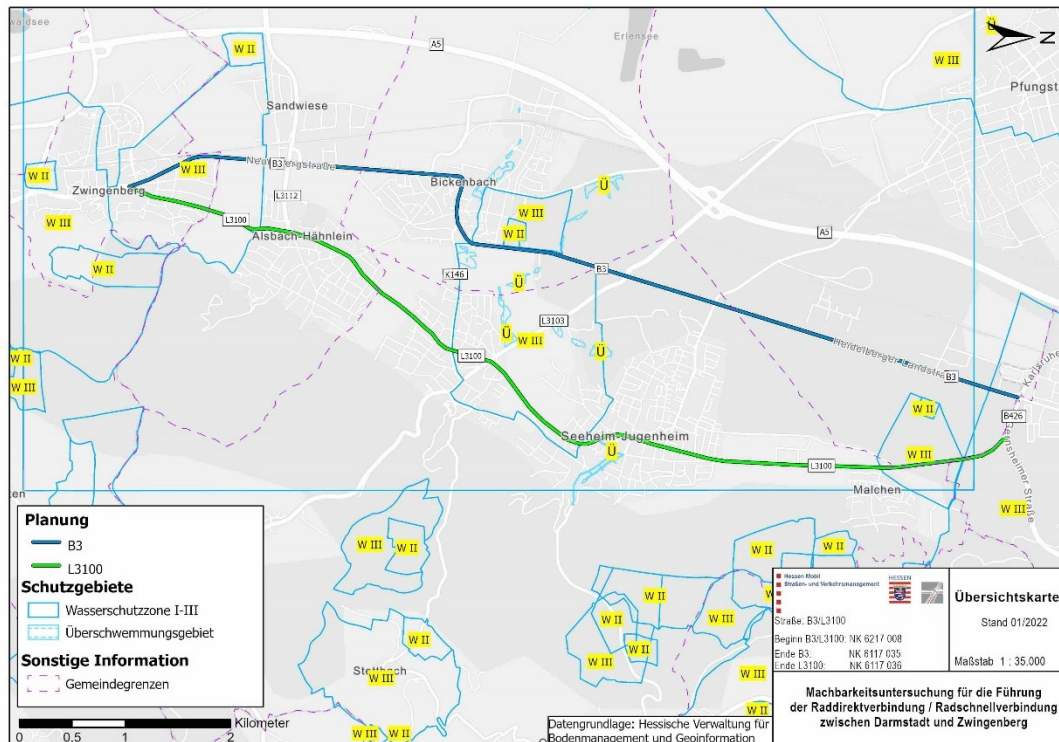 W II
A5
Erlensee
Ü
N
W III
Pfungsta
Sandwiese
B3
W III
W II
Zwingenberg
L3112
Bickenbach
Ü
W III
W II
L3100
W III
Alsbach-Hähnlein
A5
W II
K146
Ü
B3
L3103
Ü
W III
Ü
W II
W III
L3100
B3
Karlsruhe
W II
B426
Seeheim-Jugenheim
Ü
L3100
W III
Malchen
W III
W III
W II
W II
W II
W II
W II
W III
W II
W III
W III
W II
Stettbach
W III
W II
W III
W II
Planung
B3
L3100
Schutzgebiete
Wasserschutzzone I-III
Überschwemmungsgebiet
Sonstige Information
Gemeindegrenzen
Kilometer
0 0.5 1 2
Datengrundlage: Hessische Verwaltung für
Bodenmanagement und Geoinformation
Hessen Mobil
Straßen- und Verkehrsmanagement
HESSEN
Straße: B3/L3100
Beginn B3/L3100: NK 6217 008
Ende B3: NK 6117 035
Ende L3100: NK 6117 036
Übersichtskarte
Stand 01/2022
Maßstab 1 : 35.000
Machbarkeitsuntersuchung für die Führung
der Raddirektverbindung / Radschnellverbindung
zwischen Darmstadt und Zwingenberg